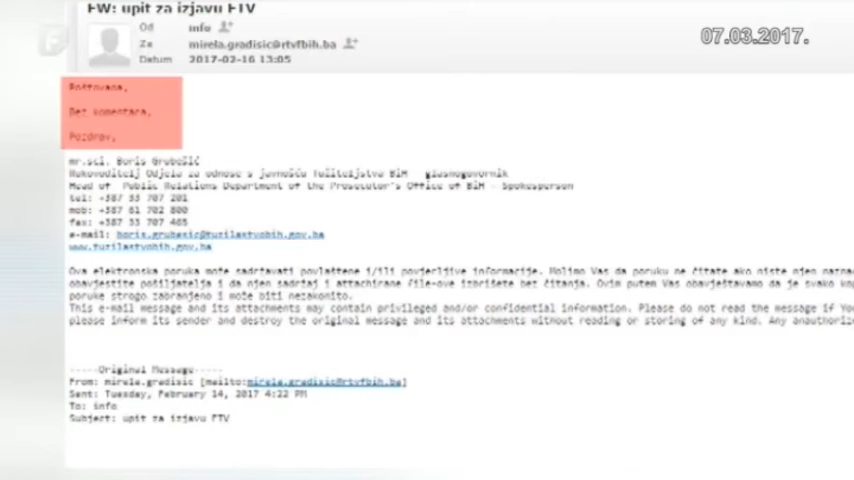 FW: upit za izjavu FTV
07.03.2017.
Od info
Za mirela.gradisic@rtvfbih.ba
Datum 2017-02-16 13:05
Poštovana,
Bez komentara,
Pozdrav,
mr.sci. Boris Grubešić
Rukovoditelj Odjela za odnose s javnošću Tužiteljstva BiH - glasnogovornik
Head of Public Relations Department of the Prosecutor's Office of BiH - Spokesperson
tel: +387 33 707 201
mob: +387 61 702 800
fax: +387 33 707 465
e-mail: boris.grubesic@tuzilastvobih.gov.ba
www.tuzilastvobih.gov.ba
Ova elektronska poruka može sadržavati povlaštene i/ili povjerljive informacije. Molimo Vas da poruku ne čitate ako niste njen
obavijestite pošiljatelja i da njen sadržaj i attachirane file-ove izbrišete bez čitanja. Ovim putem Vas obavještavamo da je svako
poruke strogo zabranjeno i može biti nezakonito.
This e-mail message and its attachments may contain privileged and/or confidential information. Please do not read the message if
please inform its sender and destroy the original message and its attachments without reading or storing of any kind. Any
-----Original Message-----
From: mirela.gradisic [mailto:mirela.gradisic@rtvfbih.ba]
Sent: Tuesday, February 14, 2017 4:22 PM
To: info
Subject: upit za izjavu FTV